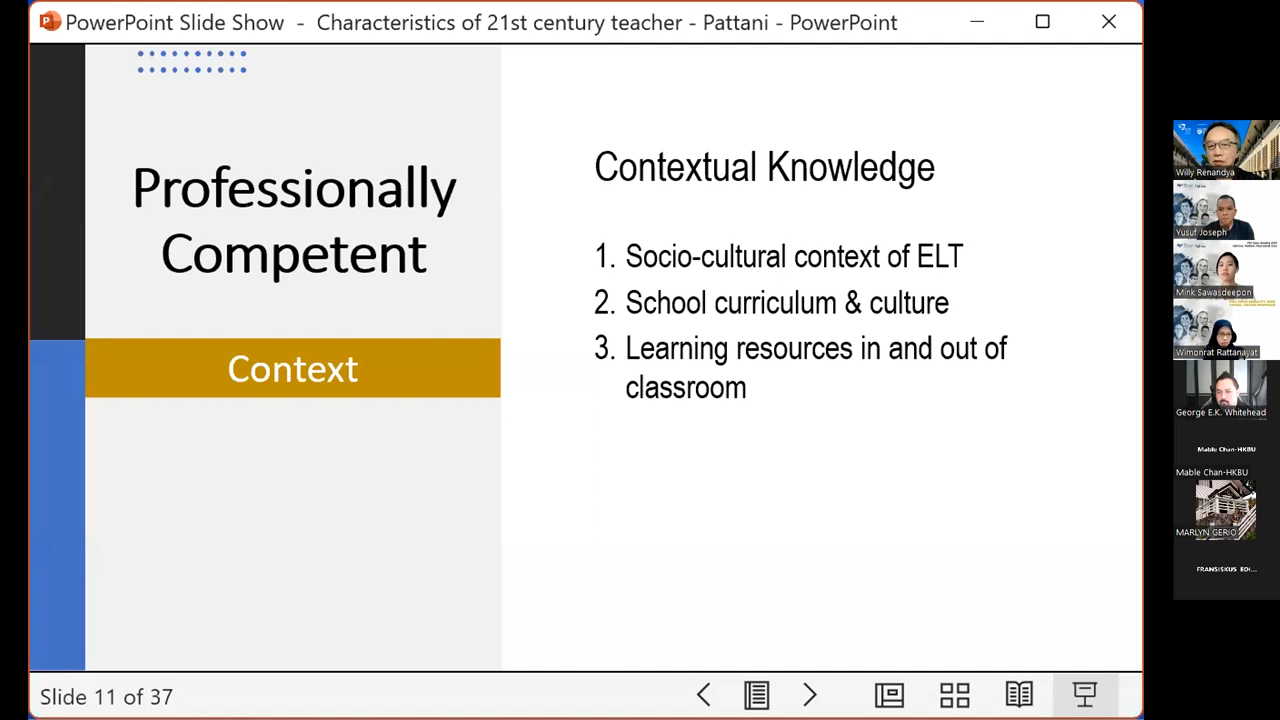 PowerPoint Slide Show - Characteristics of 21st century teacher - Pattani - PowerPoint
Professionally
Competent
Context
Contextual Knowledge
1. Socio-cultural context of ELT
2. School curriculum & culture
3. Learning resources in and out of
classroom
Slide 11 of 37
Willy Renandya
Yusuf Joseph
Mink Sawasdeepon
Wimonrat Rattanayat
George E.K. Whitehead
Mable Chan-HKBU
Mable Chan-HKBU
MARLYN GERIO
FRANSISKUS EDI...